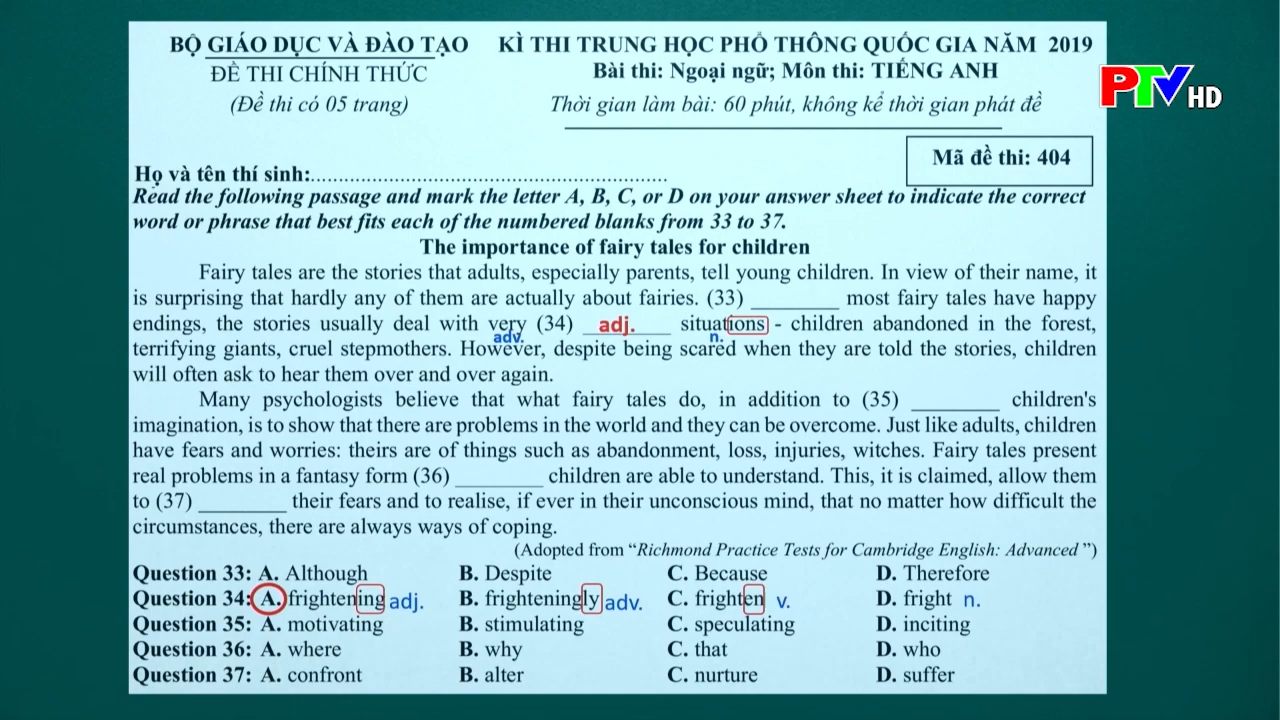 BỘ GIÁO DỤC VÀ ĐÀO TẠO
ĐỀ THI CHÍNH THỨC
(Đề thi có 05 trang)
KÌ THI TRUNG HỌC PHỔ THÔNG QUỐC GIA NĂM 2019
Bài thi: Ngoại ngữ; Môn thi: TIẾNG ANH
Thời gian làm bài: 60 phút, không kể thời gian phát đề
PTV HD
Mã đề thi: 404
Họ và tên thí sinh:..................................................................
Read the following passage and mark the letter A, B, C, or D on your answer sheet to indicate the correct
word or phrase that best fits each of the numbered blanks from 33 to 37.
The importance of fairy tales for children
Fairy tales are the stories that adults, especially parents, tell young children. In view of their name, it
is surprising that hardly any of them are actually about fairies. (33) ________ most fairy tales have happy
endings, the stories usually deal with very (34) __adj.__ situations - children abandoned in the forest,
adv. n.
terrifying giants, cruel stepmothers. However, despite being scared when they are told the stories, children
will often ask to hear them over and over again.
Many psychologists believe that what fairy tales do, in addition to (35) ________ children's
imagination, is to show that there are problems in the world and they can be overcome. Just like adults, children
have fears and worries: theirs are of things such as abandonment, loss, injuries, witches. Fairy tales present
real problems in a fantasy form (36) ________ children are able to understand. This, it is claimed, allow them
to (37) ________ their fears and to realise, if ever in their unconscious mind, that no matter how difficult the
circumstances, there are always ways of coping.
(Adopted from “Richmond Practice Tests for Cambridge English: Advanced ”)
Question 33: A. Although B. Despite C. Because D. Therefore
Question 34: A. frightening adj. B. frighteningly adv. C. frighten v. D. fright n.
Question 35: A. motivating B. stimulating C. speculating D. inciting
Question 36: A. where B. why C. that D. who
Question 37: A. confront B. alter C. nurture D. suffer